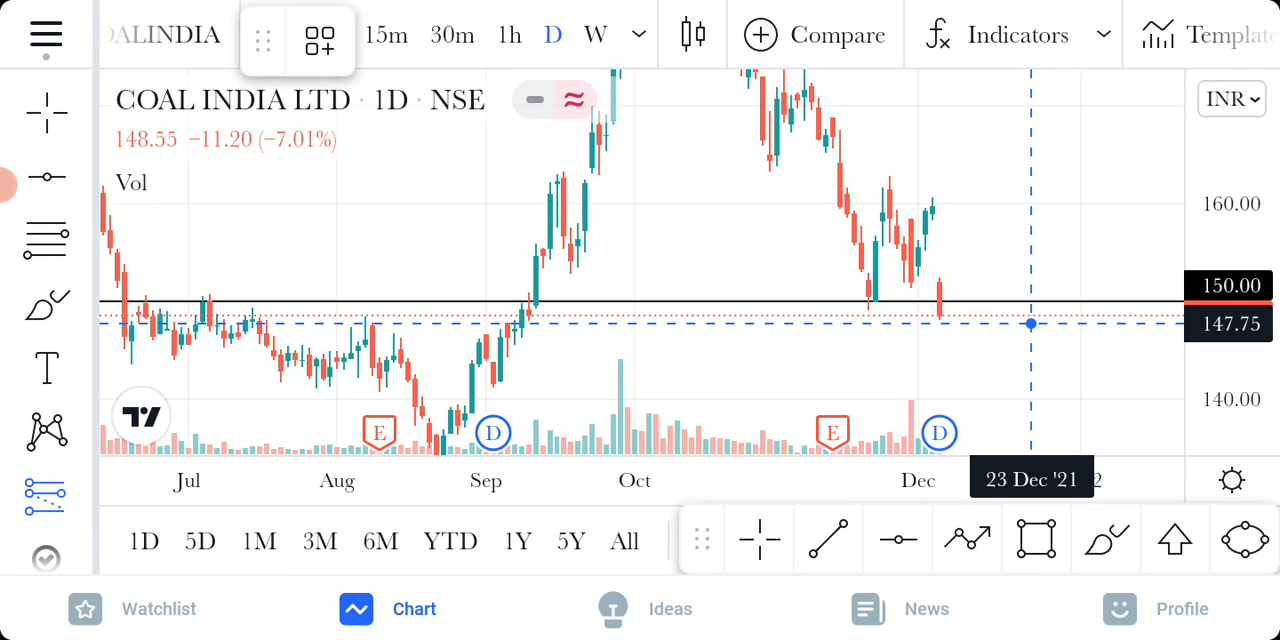 OALINDIA 15m 30m 1h D W Compare Indicators Template
COAL INDIA LTD · 1D · NSE
INR
148.55 −11.20 (−7.01%)
Vol
160.00
150.00
147.75
140.00
E D E D
Jul Aug Sep Oct Dec 23 Dec '21 2
1D 5D 1M 3M 6M YTD 1Y 5Y All
Watchlist Chart Ideas News Profile